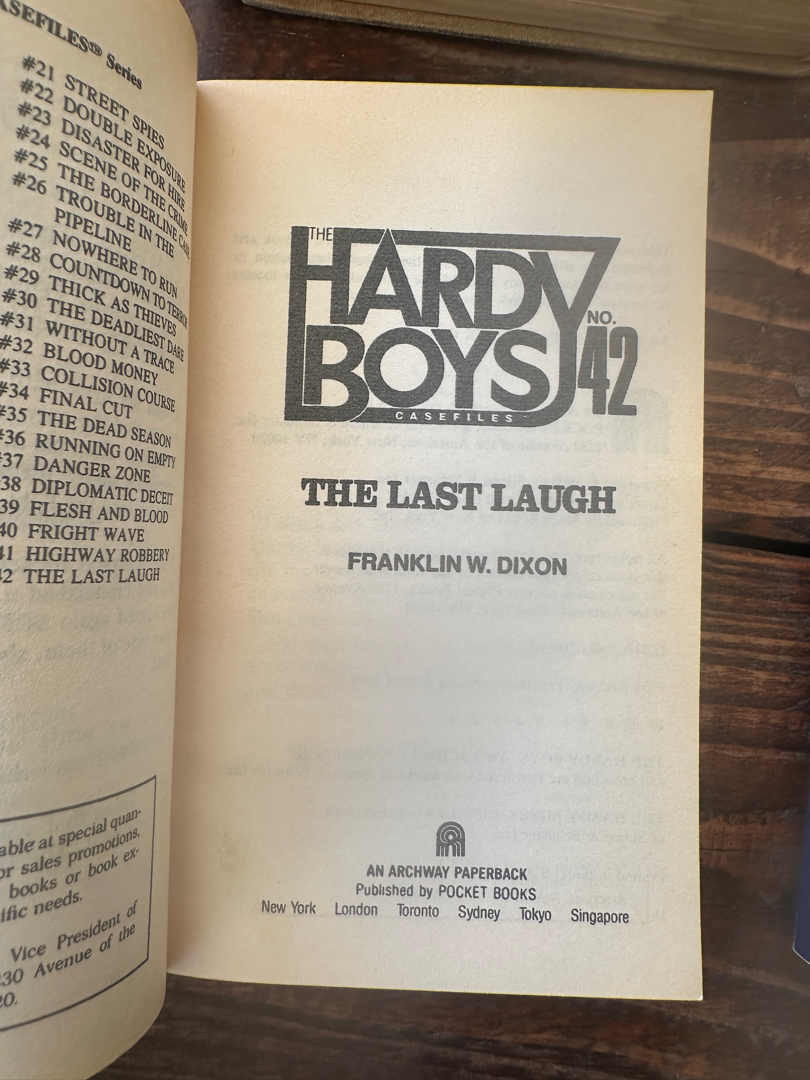 ASEFILES® Series
#21 STREET SPIES
#22 DOUBLE EXPOSURE
#23 DISASTER FOR HIRE
#24 SCENE OF THE CRIME
#25 THE BORDERLINE CASE
#26 TROUBLE IN THE
PIPELINE
#27 NOWHERE TO RUN
#28 COUNTDOWN TO TERROR
#29 THICK AS THIEVES
#30 THE DEADLIEST DARE
#31 WITHOUT A TRACE
#32 BLOOD MONEY
#33 COLLISION COURSE
#34 FINAL CUT
#35 THE DEAD SEASON
#36 RUNNING ON EMPTY
#37 DANGER ZONE
38 DIPLOMATIC DECEIT
39 FLESH AND BLOOD
40 FRIGHT WAVE
41 HIGHWAY ROBBERY
42 THE LAST LAUGH
able at special quan-
or sales promotions,
books or book ex-
ific needs.
Vice President of
230 Avenue of the
20.
THE
HARDY
BOYS
NO.
42
CASEFILES
THE LAST LAUGH
FRANKLIN W. DIXON
AN ARCHWAY PAPERBACK
Published by POCKET BOOKS
New York London Toronto Sydney Tokyo Singapore